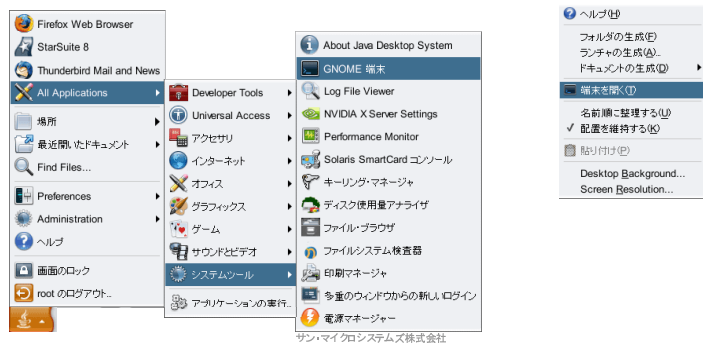 Firefox Web Browser
StarSuite 8
Thunderbird Mail and News
All Applications
場所
最近開いたドキュメント
Find Files...
Preferences
Administration
ヘルプ
画面のロック
root のログアウト..
Developer Tools
Universal Access
アクセサリ
インターネット
オフィス
グラフィックス
ゲーム
サウンドとビデオ
システムツール
アプリケーションの実行..
About Java Desktop System
GNOME 端末
Log File Viewer
NVIDIA X Server Settings
Performance Monitor
Solaris SmartCard コンソール
キーリング・マネージャ
ディスク使用量アナライザ
ファイル・ブラウザ
ファイルシステム検査器
印刷マネージャ
多重のウィンドウからの新しいログイン
電源マネージャー
サン・マイクロシステムズ株式会社
ヘルプ(H)
フォルダの生成(F)
ランチャの生成(A)..
ドキュメントの生成(D)
端末を開く(T)
名前順に整理する(U)
✓ 配置を維持する(K)
貼り付け(P)
Desktop Background...
Screen Resolution...